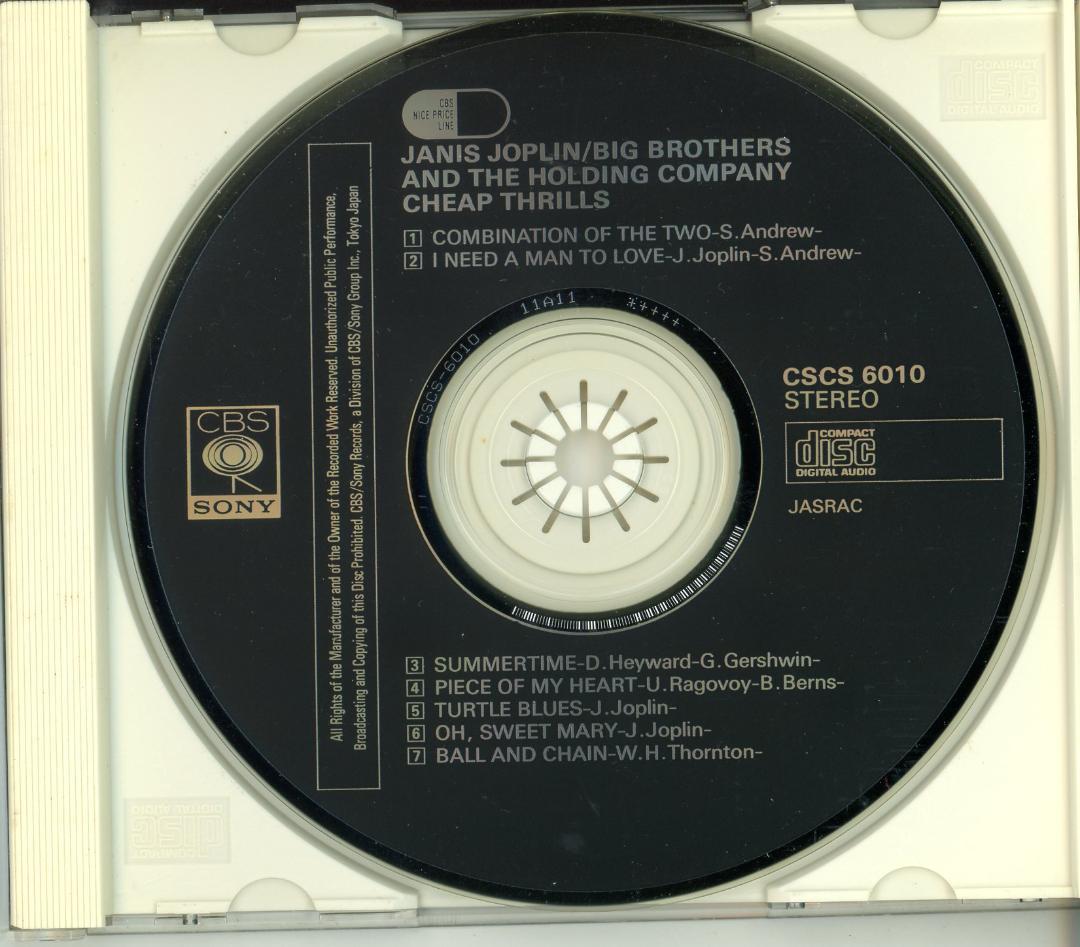 CBS
NICE PRICE
LINE
JANIS JOPLIN/BIG BROTHERS
AND THE HOLDING COMPANY
CHEAP THRILLS
1 COMBINATION OF THE TWO-S.Andrew-
2 I NEED A MAN TO LOVE-J.Joplin-S.Andrew-
All Rights of the Manufacturer and of the Owner of the Recorded Work Reserved. Unauthorized Public Performance,
Broadcasting and Copying of this Disc Prohibited. CBS/Sony Records, a Division of CBS/Sony Group Inc., Tokyo Japan
CSCS-6010 11A11 *++++
CBS
SONY
CSCS 6010
STEREO
COMPACT
disc
DIGITAL AUDIO
JASRAC
3 SUMMERTIME-D.Heyward-G.Gershwin-
4 PIECE OF MY HEART-U.Ragovoy-B.Berns-
5 TURTLE BLUES-J.Joplin-
6 OH, SWEET MARY-J.Joplin-
7 BALL AND CHAIN-W.H.Thornton-
COMPACT
disc
DIGITAL AUDIO
COMPACT
disc
DIGITAL AUDIO